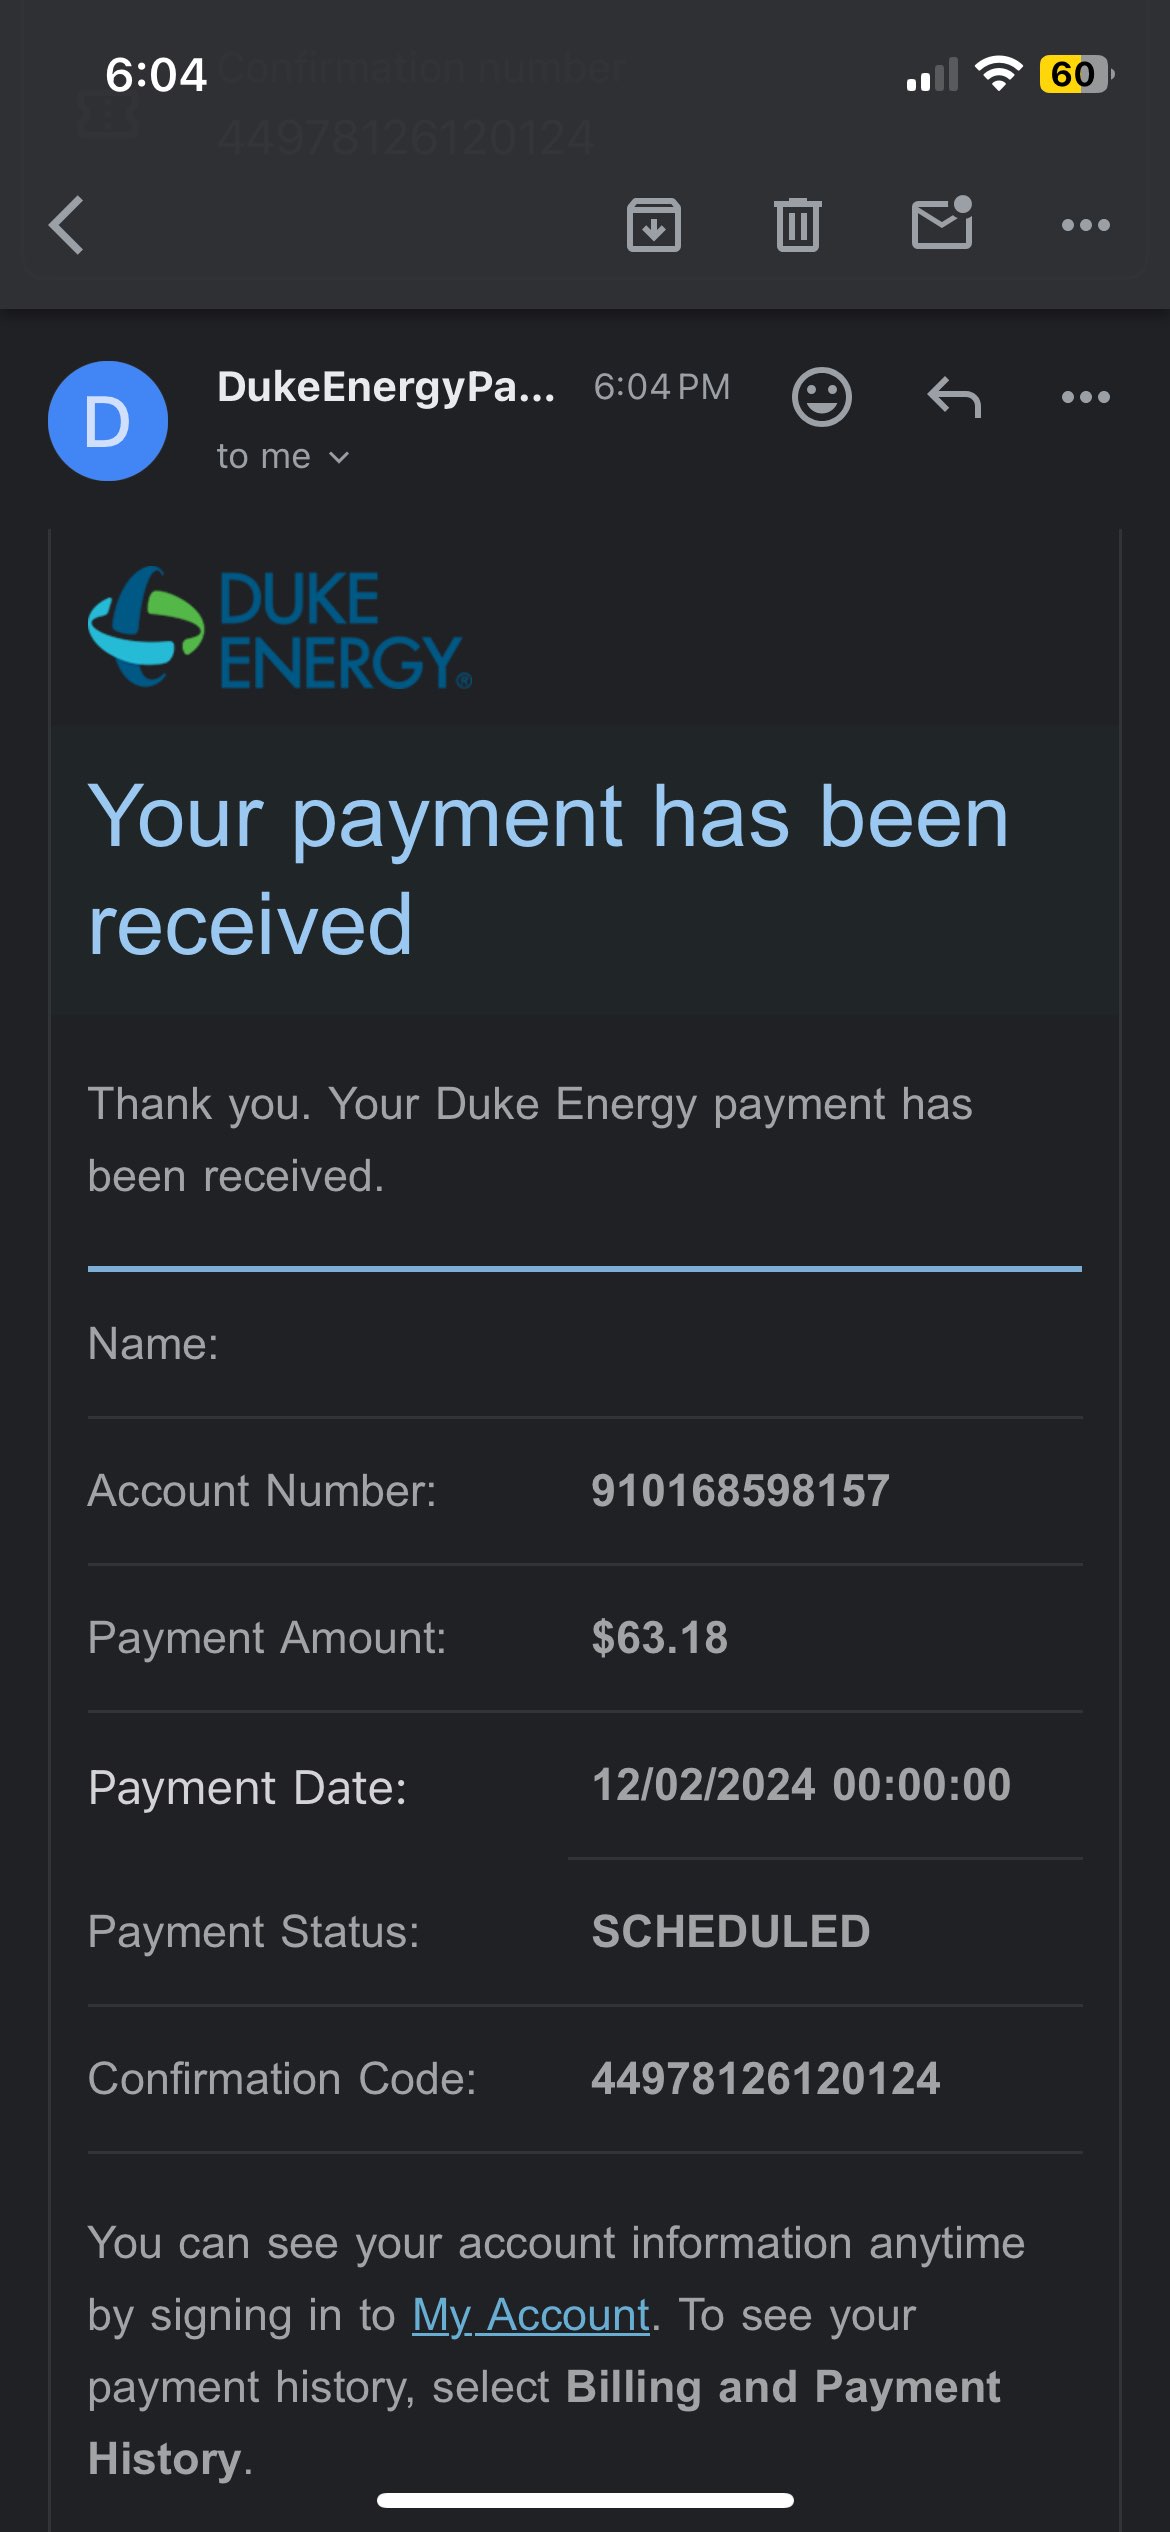 6:04
Confirmation number
60
44978126120124
DukeEnergyPa... 6:04 PM
D
to me
DUKE
ENERGY®
Your payment has been
received
Thank you. Your Duke Energy payment has
been received.
Name:
Account Number: 910168598157
Payment Amount: $63.18
Payment Date: 12/02/2024 00:00:00
Payment Status: SCHEDULED
Confirmation Code: 44978126120124
You can see your account information anytime
by signing in to My Account. To see your
payment history, select Billing and Payment
History.